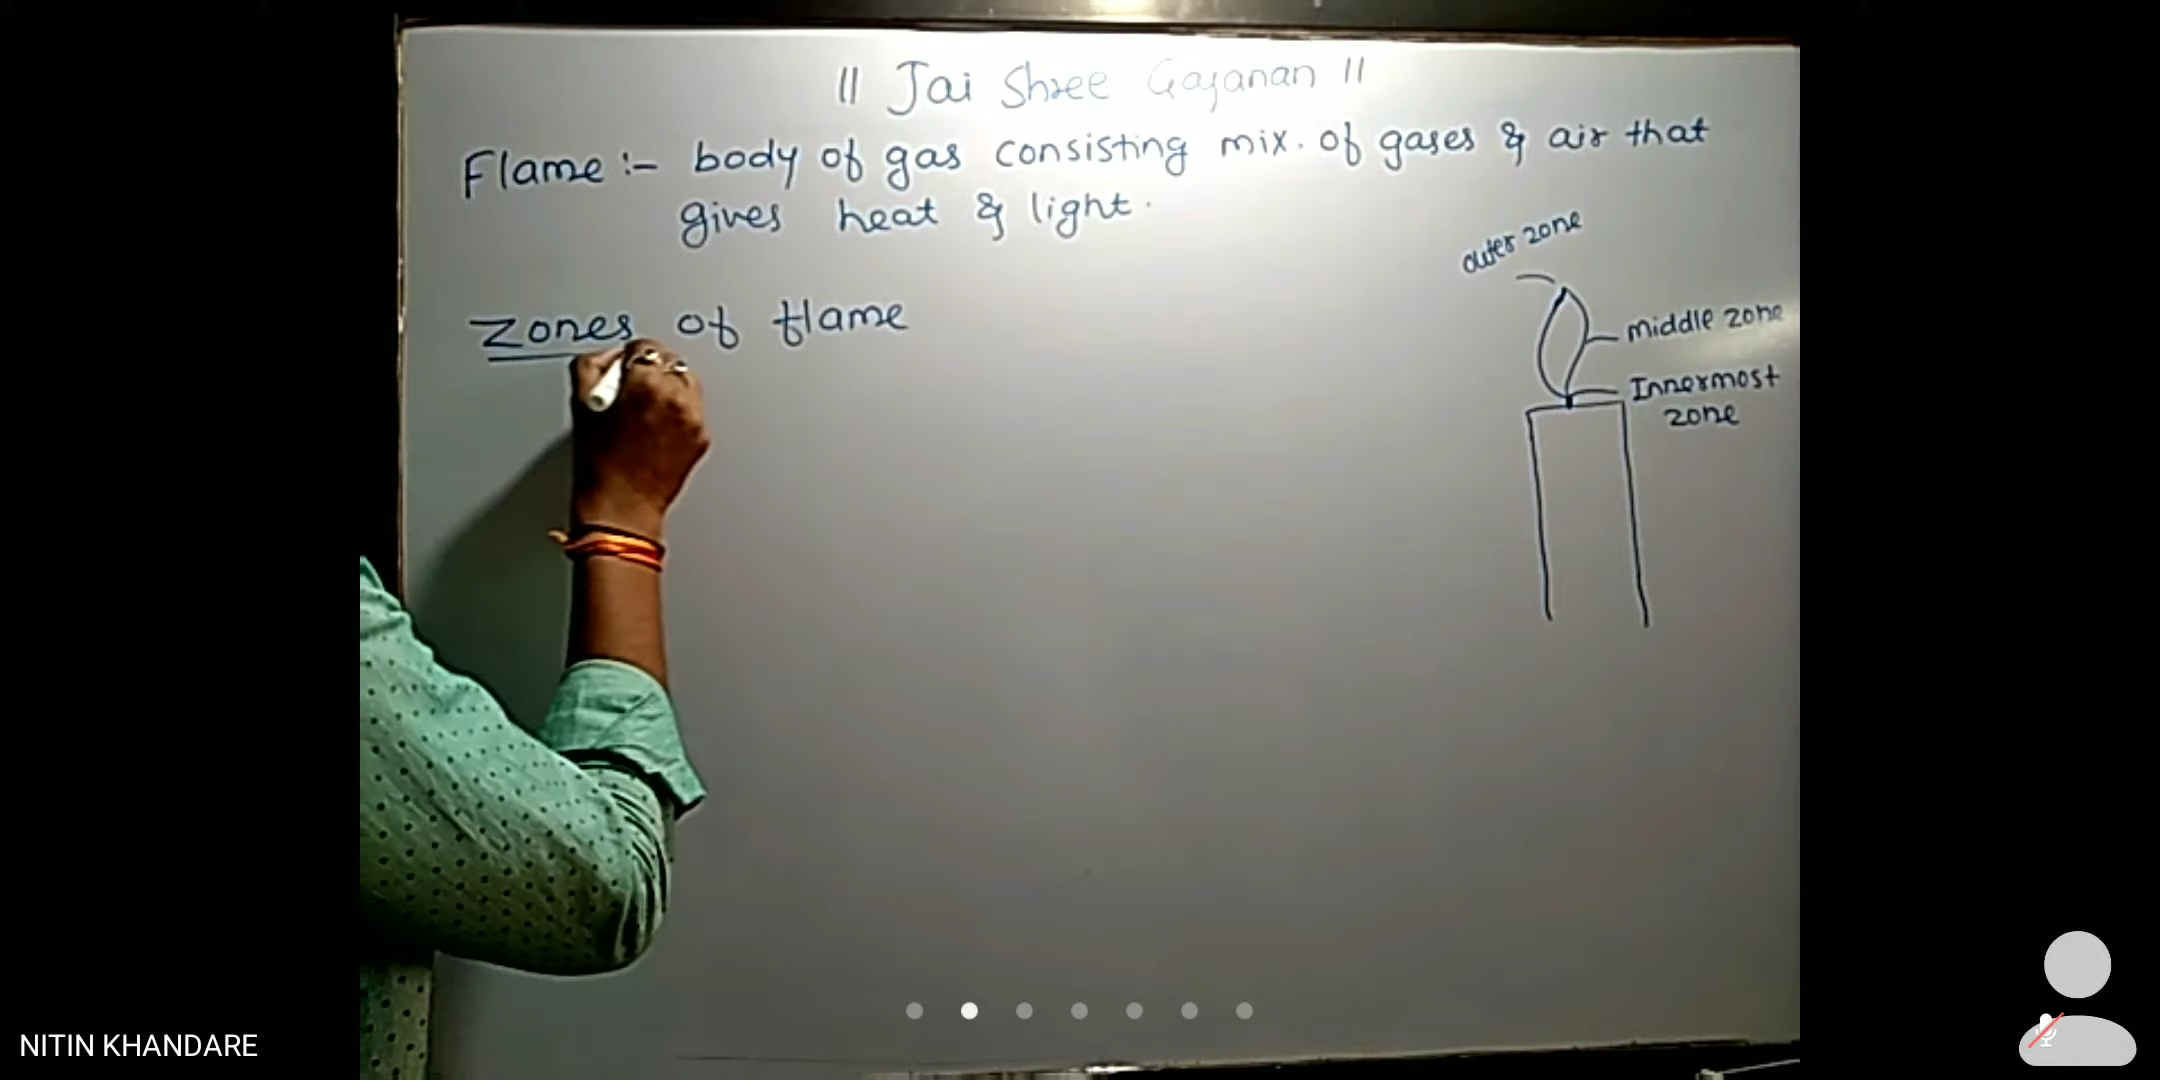 || Jai Shree Gajanan ||
Flame :- body of gas consisting mix. of gases & air that
gives heat & light.
Zones of flame
outer zone
middle zone
Innermost
zone
NITIN KHANDARE